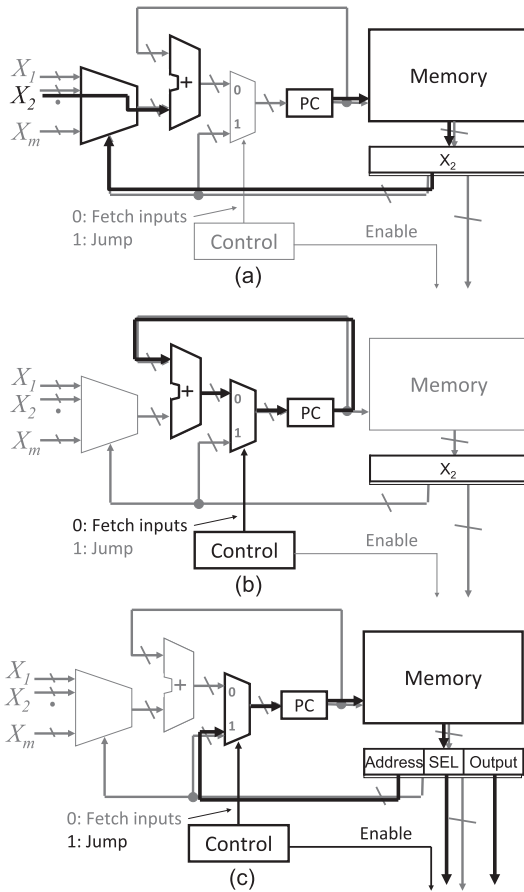 X1
+
0
Memory
X2
PC
Xm
1
X2
0: Fetch inputs
1: Jump
Enable
Control
(a)
+
Memory
X1
0
X2
PC
Xm
1
X2
0: Fetch inputs
1: Jump
Enable
Control
(b)
Memory
X1
+
0
X2
PC
Xm
1
Address SEL Output
0: Fetch inputs
1: Jump
Enable
Control
(c)